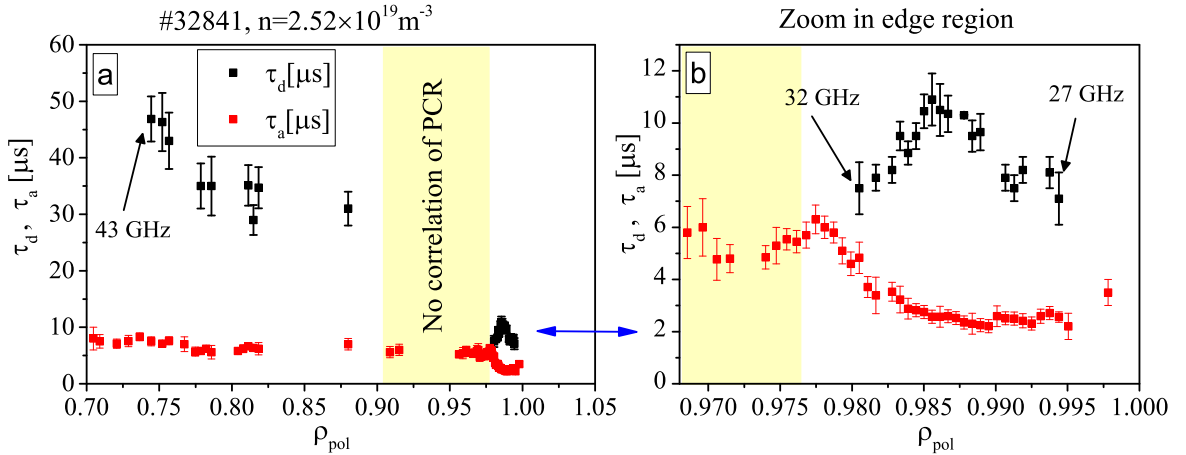 #32841, n=2.52×10¹⁹m⁻³
Zoom in edge region
a
τd[μs]
τa[μs]
43 GHz
No correlation of PCR
τd , τa [μs]
60
50
40
30
20
10
0
0.70 0.75 0.80 0.85 0.90 0.95 1.00 1.05
ρpol
b
32 GHz
27 GHz
τd , τa [μs]
12
10
8
6
4
2
0
0.970 0.975 0.980 0.985 0.990 0.995 1.000
ρpol